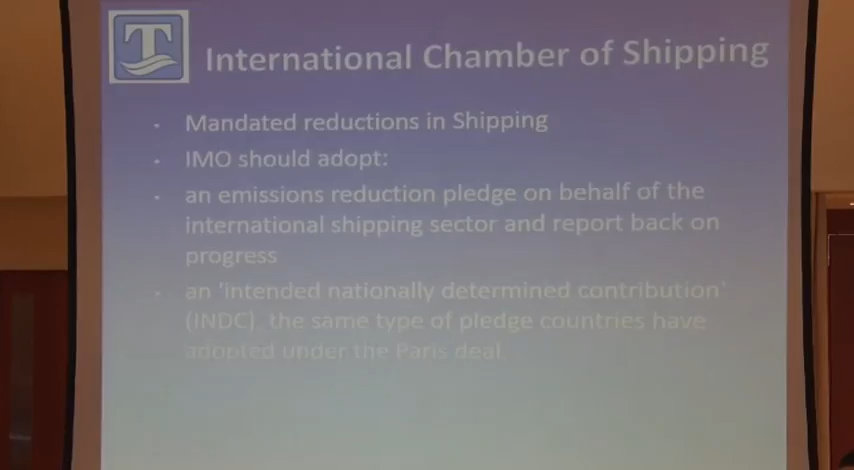 T
International Chamber of Shipping
· Mandated reductions in Shipping
· IMO should adopt:
· an emissions reduction pledge on behalf of the
international shipping sector and report back on
progress
· an 'intended nationally determined contribution'
(INDC), the same type of pledge countries have
adopted under the Paris deal